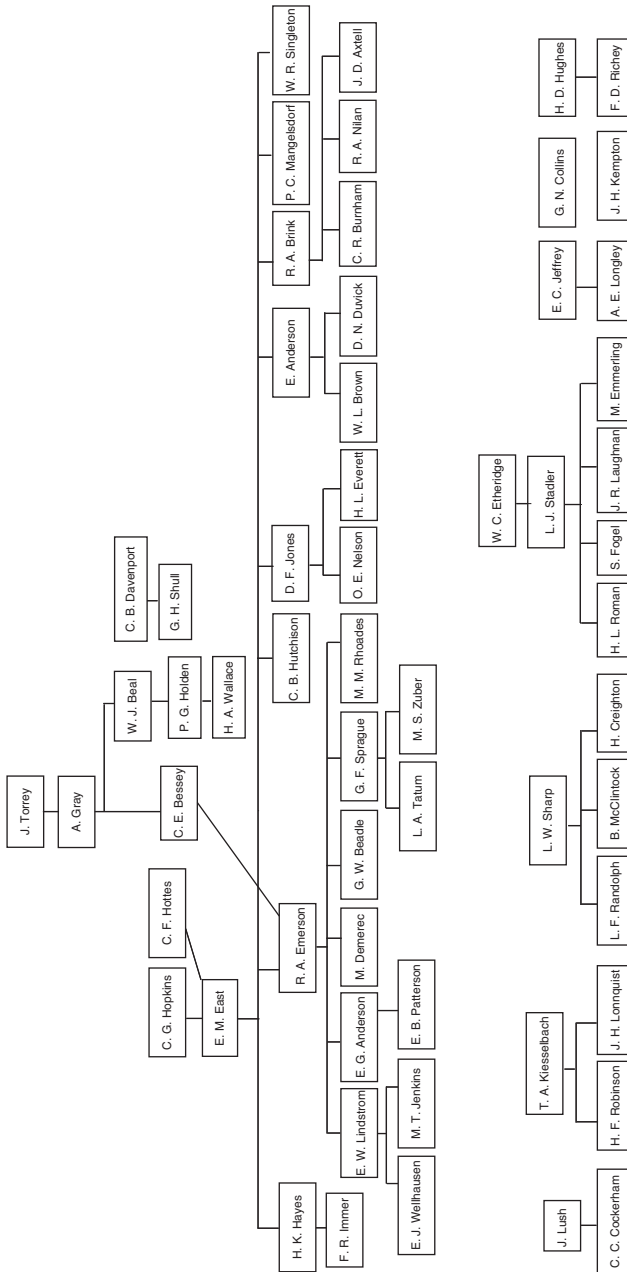 J. Torrey
A. Gray
C. E. Bessey
W. J. Beal
P. G. Holden
H. A. Wallace
C. B. Davenport
G. H. Shull
C. G. Hopkins
C. F. Hottes
E. M. East
H. K. Hayes
R. A. Emerson
C. B. Hutchison
D. F. Jones
E. Anderson
R. A. Brink
P. C. Mangelsdorf
W. R. Singleton
F. R. Immer
E. W. Lindstrom
E. G. Anderson
M. Demerec
G. W. Beadle
G. F. Sprague
M. M. Rhoades
O. E. Nelson
H. L. Everett
W. L. Brown
D. N. Duvick
C. R. Burnham
R. A. Nilan
J. D. Axtell
E. J. Wellhausen
M. T. Jenkins
E. B. Patterson
L. A. Tatum
M. S. Zuber
J. Lush
C. C. Cockerham
T. A. Kiesselbach
H. F. Robinson
J. H. Lonnquist
L. W. Sharp
L. F. Randolph
B. McClintock
H. Creighton
W. C. Etheridge
L. J. Stadler
H. L. Roman
S. Fogel
J. R. Laughnan
M. Emmerling
E. C. Jeffrey
A. E. Longley
G. N. Collins
J. H. Kempton
H. D. Hughes
F. D. Richey